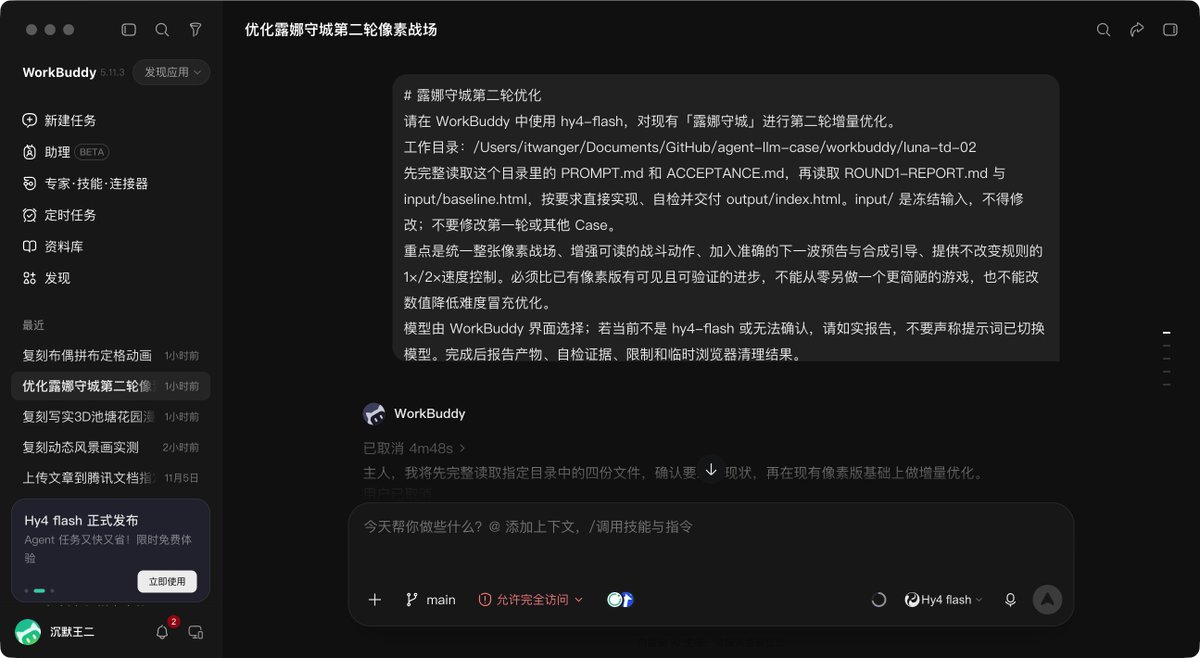 优化露娜守城第二轮像素战场
WorkBuddy 5.11.3 发现应用
新建任务
助理 BETA
专家·技能·连接器
定时任务
资料库
发现
最近
复刻布偶拼布定格动画 1小时前
优化露娜守城第二轮像 1小时前
复刻写实3D池塘花园漫 1小时前
复刻动态风景画实测 2小时前
上传文章到腾讯文档指 11月5日
Hy4 flash 正式发布
Agent 任务又快又省！限时免费体
验
立即使用
沉默王二
2
# 露娜守城第二轮优化
请在 WorkBuddy 中使用 hy4-flash，对现有「露娜守城」进行第二轮增量优化。
工作目录：/Users/itwanger/Documents/GitHub/agent-llm-case/workbuddy/luna-td-02
先完整读取这个目录里的 PROMPT.md 和 ACCEPTANCE.md，再读取 ROUND1-REPORT.md 与
input/baseline.html，按要求直接实现、自检并交付 output/index.html。input/ 是冻结输入，不得修
改；不要修改第一轮或其他 Case。
重点是统一整张像素战场、增强可读的战斗动作、加入准确的下一波预告与合成引导、提供不改变规则的
1×/2×速度控制。必须比已有像素版有可见且可验证的进步，不能从零另做一个更简陋的游戏，也不能改
数值降低难度冒充优化。
模型由 WorkBuddy 界面选择；若当前不是 hy4-flash 或无法确认，请如实报告，不要声称提示词已切换
模型。完成后报告产物、自检证据、限制和临时浏览器清理结果。
WorkBuddy
已取消 4m48s
主人，我将先完整读取指定目录中的四份文件，确认要 现状，再在现有像素版基础上做增量优化。
用户已取消
今天帮你做些什么？@ 添加上下文，/调用技能与指令
main 允许完全访问 Hy4 flash